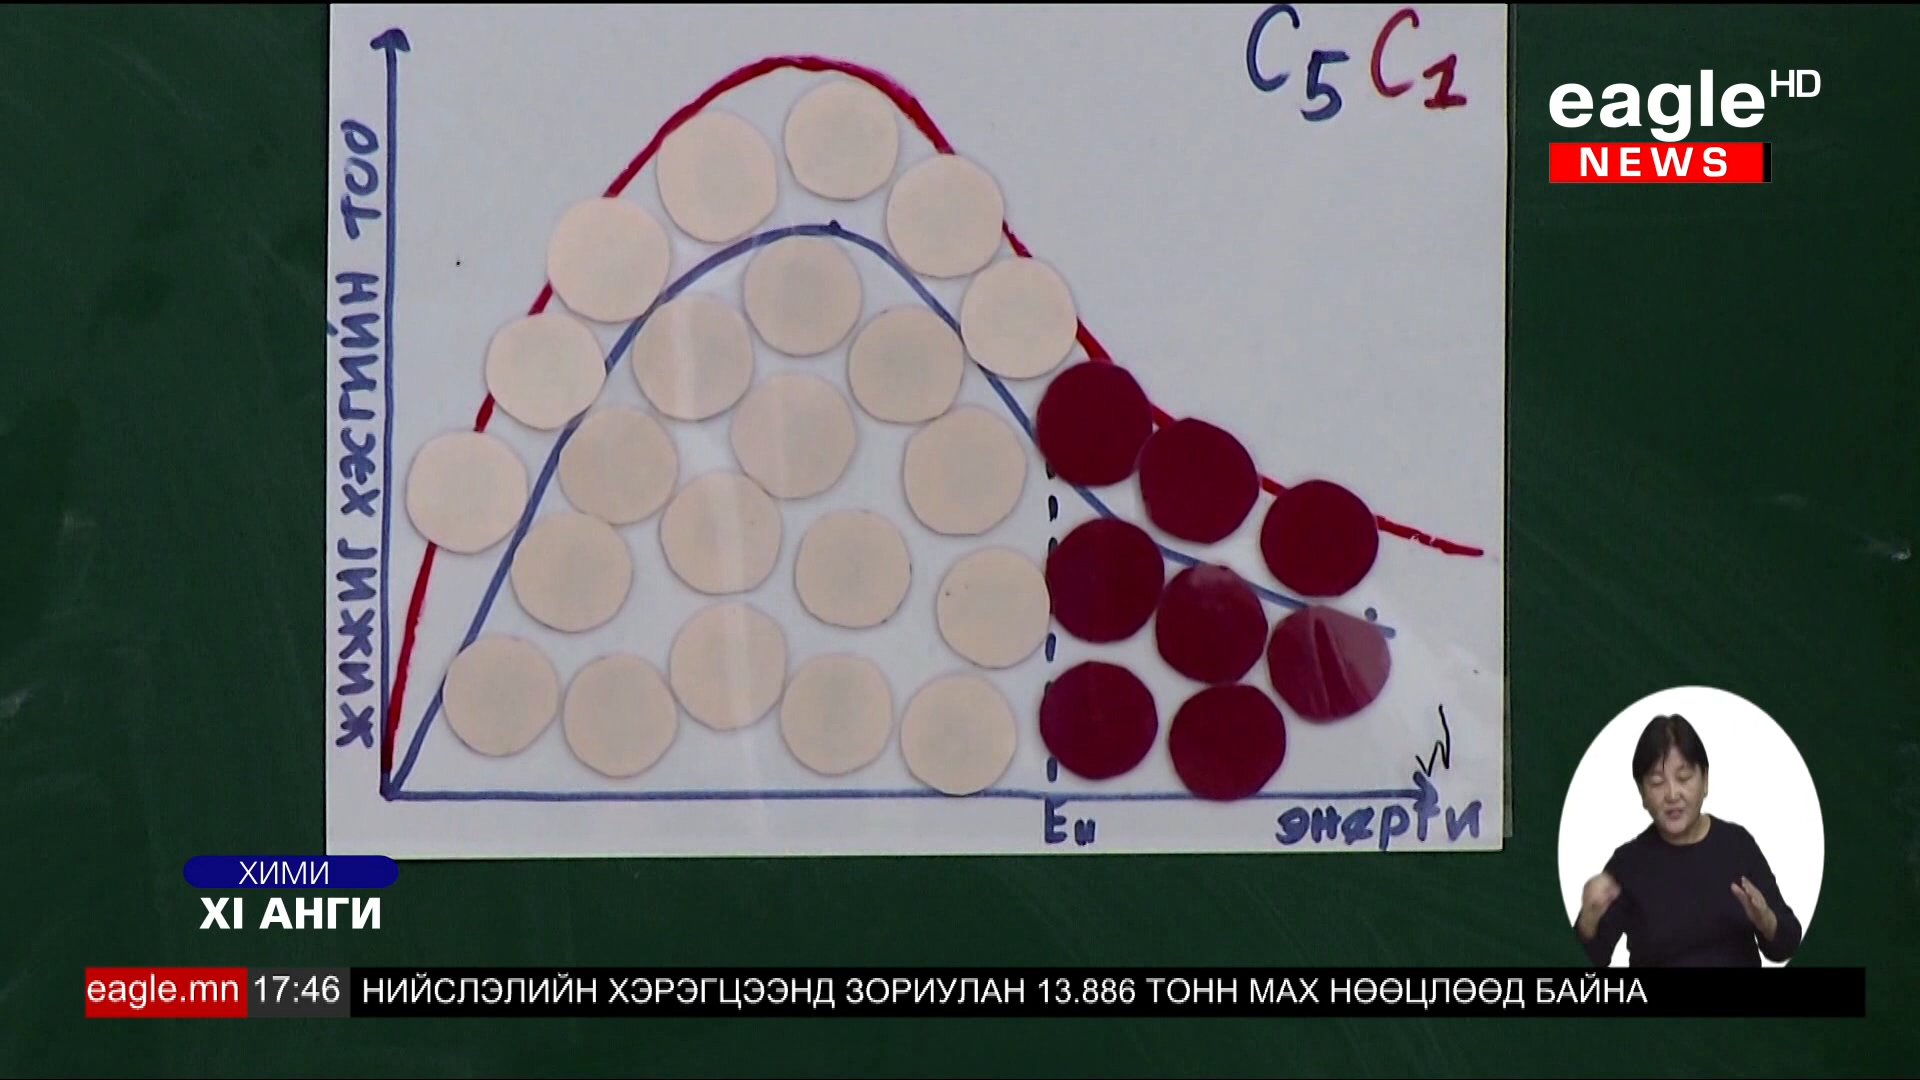 C₅ C₁
eagle HD
NEWS
ЖИЖИГ ХЭСГИЙН ТОО
Eи
энерги
ХИМИ
XI АНГИ
eagle.mn 17:46 НИЙСЛЭЛИЙН ХЭРЭГЦЭЭНД ЗОРИУЛАН 13.886 ТОНН МАХ НӨӨЦЛӨӨД БАЙНА